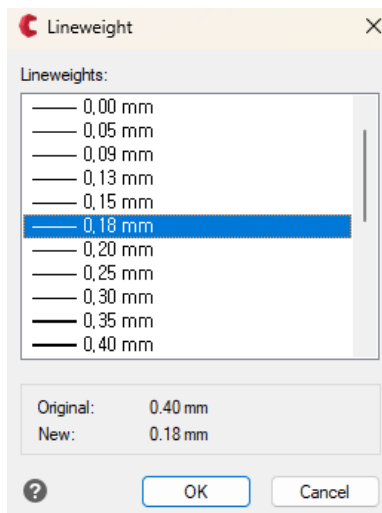 Lineweight
Lineweights:
0,00 mm
0,05 mm
0,09 mm
0,13 mm
0,15 mm
0,18 mm
0,20 mm
0,25 mm
0,30 mm
0,35 mm
0,40 mm
Original: 0.40 mm
New: 0.18 mm
? OK Cancel